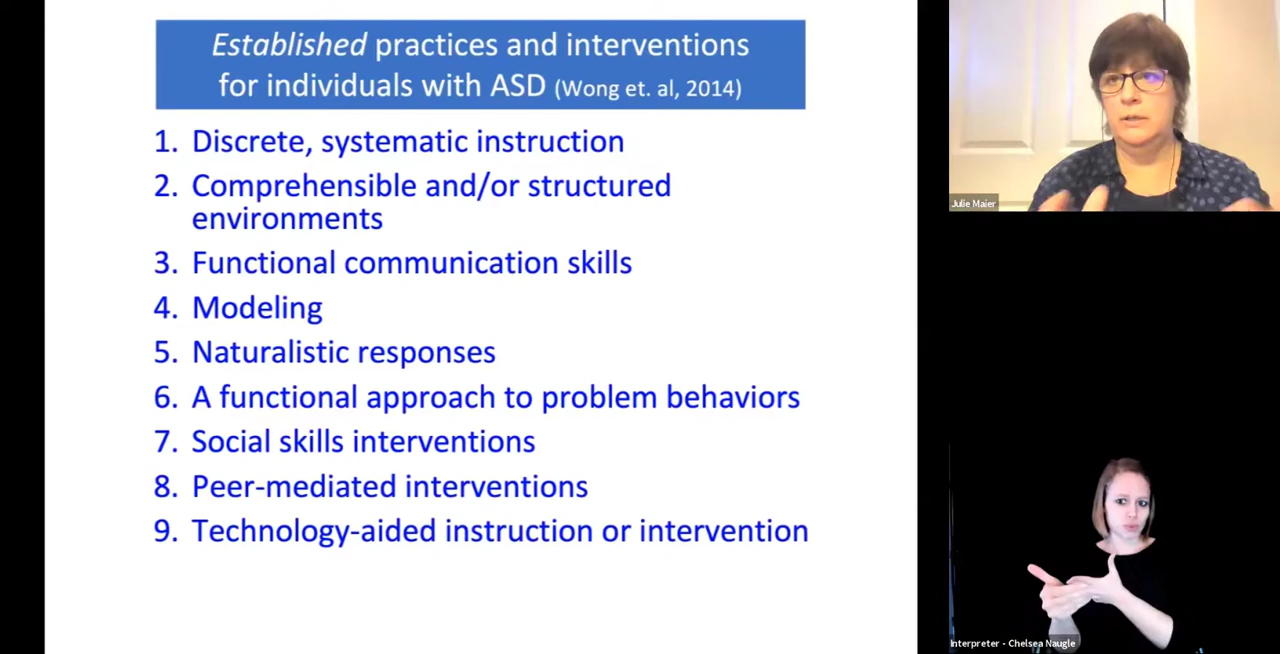 Established practices and interventions
for individuals with ASD (Wong et. al, 2014)
1. Discrete, systematic instruction
2. Comprehensible and/or structured
environments
3. Functional communication skills
4. Modeling
5. Naturalistic responses
6. A functional approach to problem behaviors
7. Social skills interventions
8. Peer-mediated interventions
9. Technology-aided instruction or intervention
Julie Maier
Interpreter - Chelsea Naugle